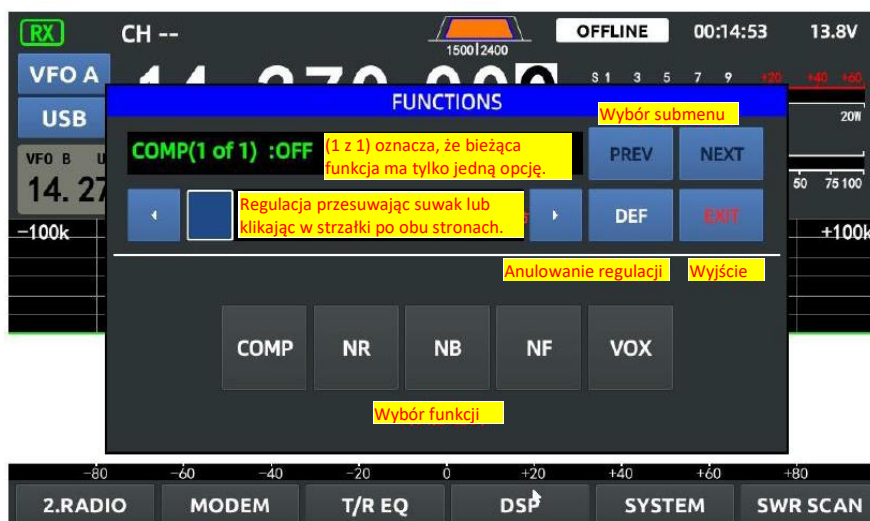 RX CH -- 1500|2400 OFFLINE 00:14:53 13.8V
VFO A S 1 3 5 7 9 +20 +40 +60
FUNCTIONS
USB Wybór submenu 20W
COMP(1 of 1) :OFF (1 z 1) oznacza, że bieżąca
funkcja ma tylko jedną opcję.
PREV NEXT
VFO B U
14. 27
50 75 100
Regulacja przesuwając suwak lub
klikając w strzałki po obu stronach.
DEF EXIT
-100k +100k
Anulowanie regulacji Wyjście
COMP NR NB NF VOX
Wybór funkcji
-80 -60 -40 -20 0 +20 +40 +60 +80
2.RADIO MODEM T/R EQ DSP SYSTEM SWR SCAN